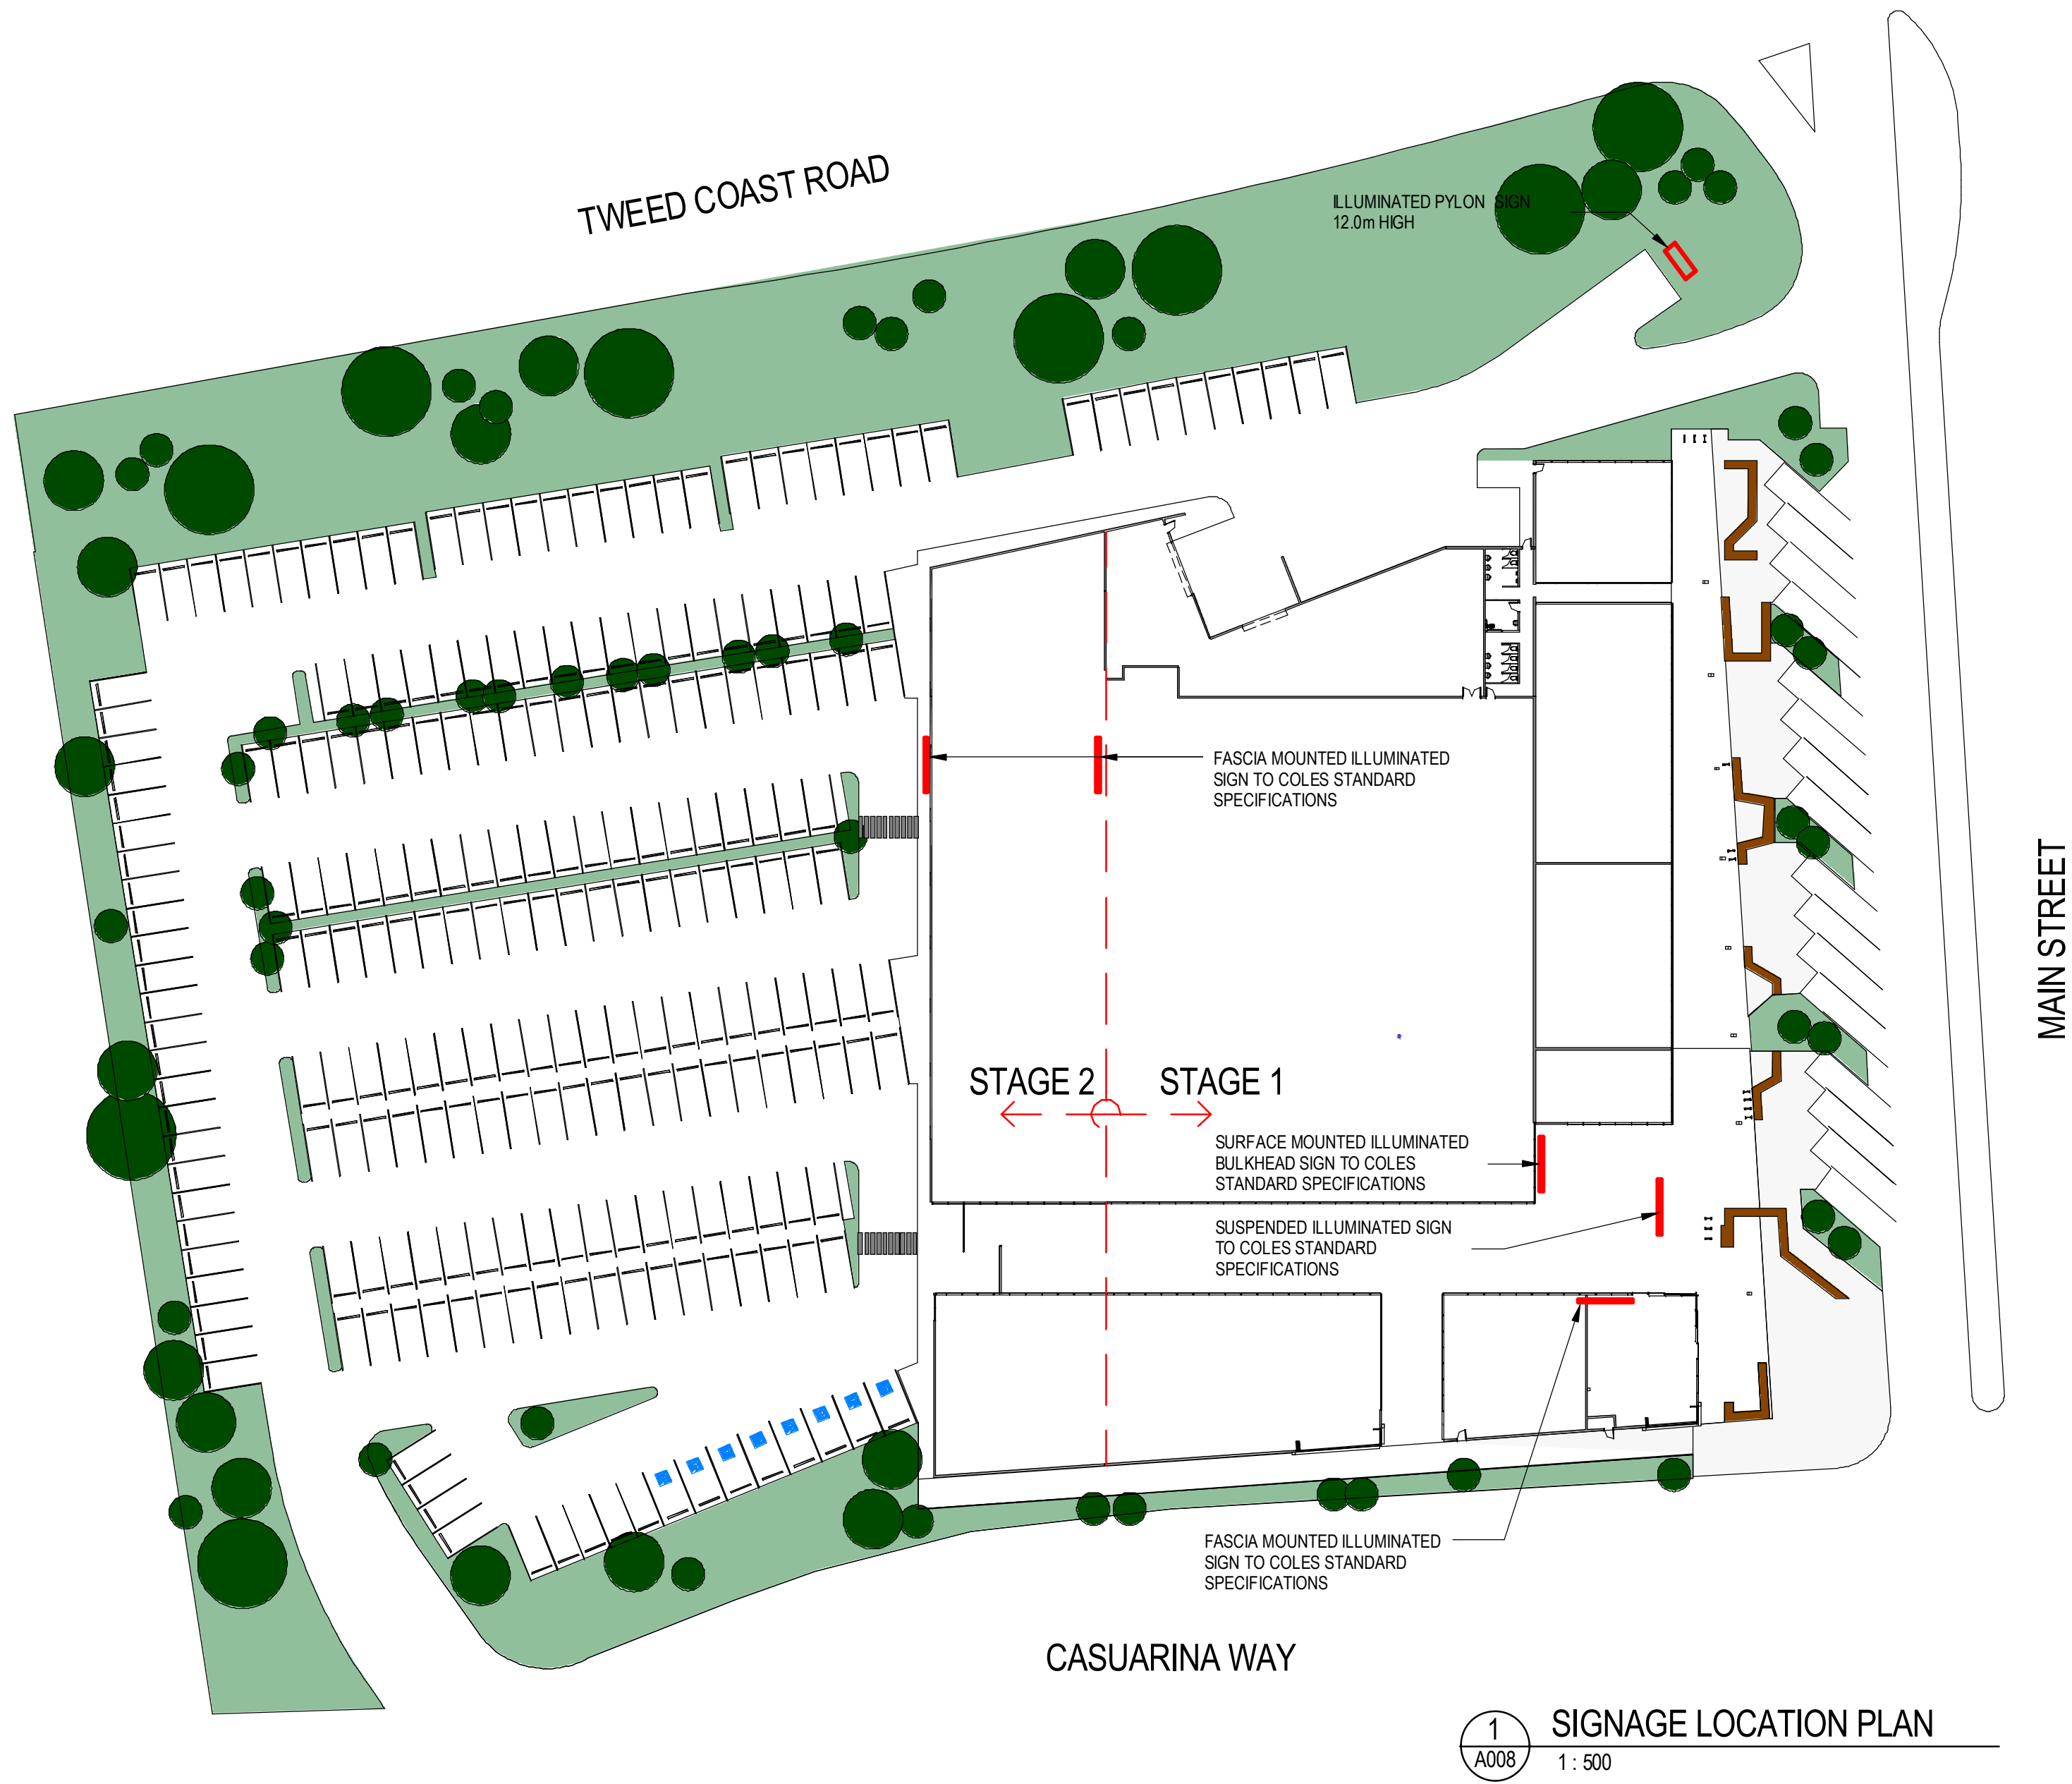 TWEED COAST ROAD
ILLUMINATED PYLON SIGN
12.0m HIGH
FASCIA MOUNTED ILLUMINATED
SIGN TO COLES STANDARD
SPECIFICATIONS
MAIN STREET
STAGE 2
STAGE 1
SURFACE MOUNTED ILLUMINATED
BULKHEAD SIGN TO COLES
STANDARD SPECIFICATIONS
SUSPENDED ILLUMINATED SIGN
TO COLES STANDARD
SPECIFICATIONS
FASCIA MOUNTED ILLUMINATED
SIGN TO COLES STANDARD
SPECIFICATIONS
CASUARINA WAY
1
A008
SIGNAGE LOCATION PLAN
1 : 500